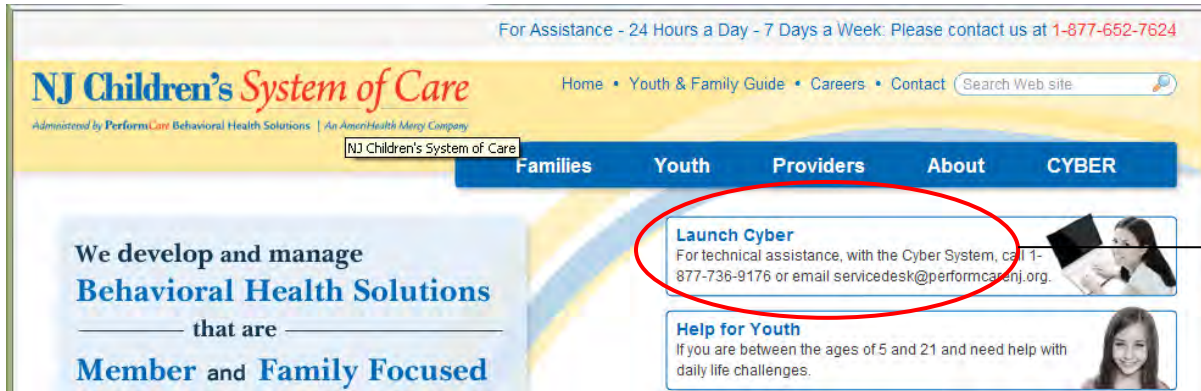 For Assistance - 24 Hours a Day - 7 Days a Week: Please contact us at 1-877-652-7624
NJ Children's System of Care
Administered by PerformCare Behavioral Health Solutions | An AmeriHealth Mercy Company
Home • Youth & Family Guide • Careers • Contact
Search Web site
NJ Children's System of Care
Families Youth Providers About CYBER
We develop and manage
Behavioral Health Solutions
that are
Member and Family Focused
Launch Cyber
For technical assistance, with the Cyber System, call 1-
877-736-9176 or email servicedesk@performcarenj.org.
Help for Youth
If you are between the ages of 5 and 21 and need help with
daily life challenges.